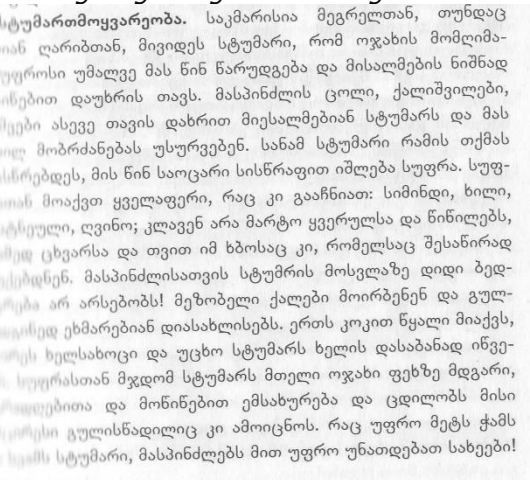 სტუმართმოყვარეობა. საკმარისია მეგრელთან, თუნდაც
ღარიბთან, მივიდეს სტუმარი, რომ ოჯახის მომღიმა-
უფროსი უმალვე მას წინ წარუდგება და მისალმების ნიშნად
დაუხრის თავს. მასპინძლის ცოლი, ქალიშვილები,
ასევე თავის დახრით მიესალმებიან სტუმარს და მას
მობრძანებას უსურვებენ. სანამ სტუმარი რამის თქმას
მის წინ საოცარი სისწრაფით იშლება სუფრა. სუფ-
მოაქვთ ყველაფერი, რაც კი გააჩნიათ: სიმინდი, ხილი,
ღვინო; კლავენ არა მარტო ყვერულსა და წიწილებს,
ცხვარსა და თვით იმ ხბოსაც კი, რომელსაც შესაწირად
მასპინძლისათვის სტუმრის მოსვლაზე დიდი ბედ-
არ არსებობს! მეზობელი ქალები მოირბენენ და გულ-
ეხმარებიან დიასახლისებს. ერთს კოკით წყალი მიაქვს,
ხელსახოცი და უცხო სტუმარს ხელის დასაბანად იწვე-
სუფრასთან მჯდომ სტუმარს მთელი ოჯახი ფეხზე მდგარი,
და მოწიწებით ემსახურება და ცდილობს მისი
გულისწადილიც კი ამოიცნოს. რაც უფრო მეტს ჭამს
სტუმარი, მასპინძლებს მით უფრო უნათდებათ სახეები!